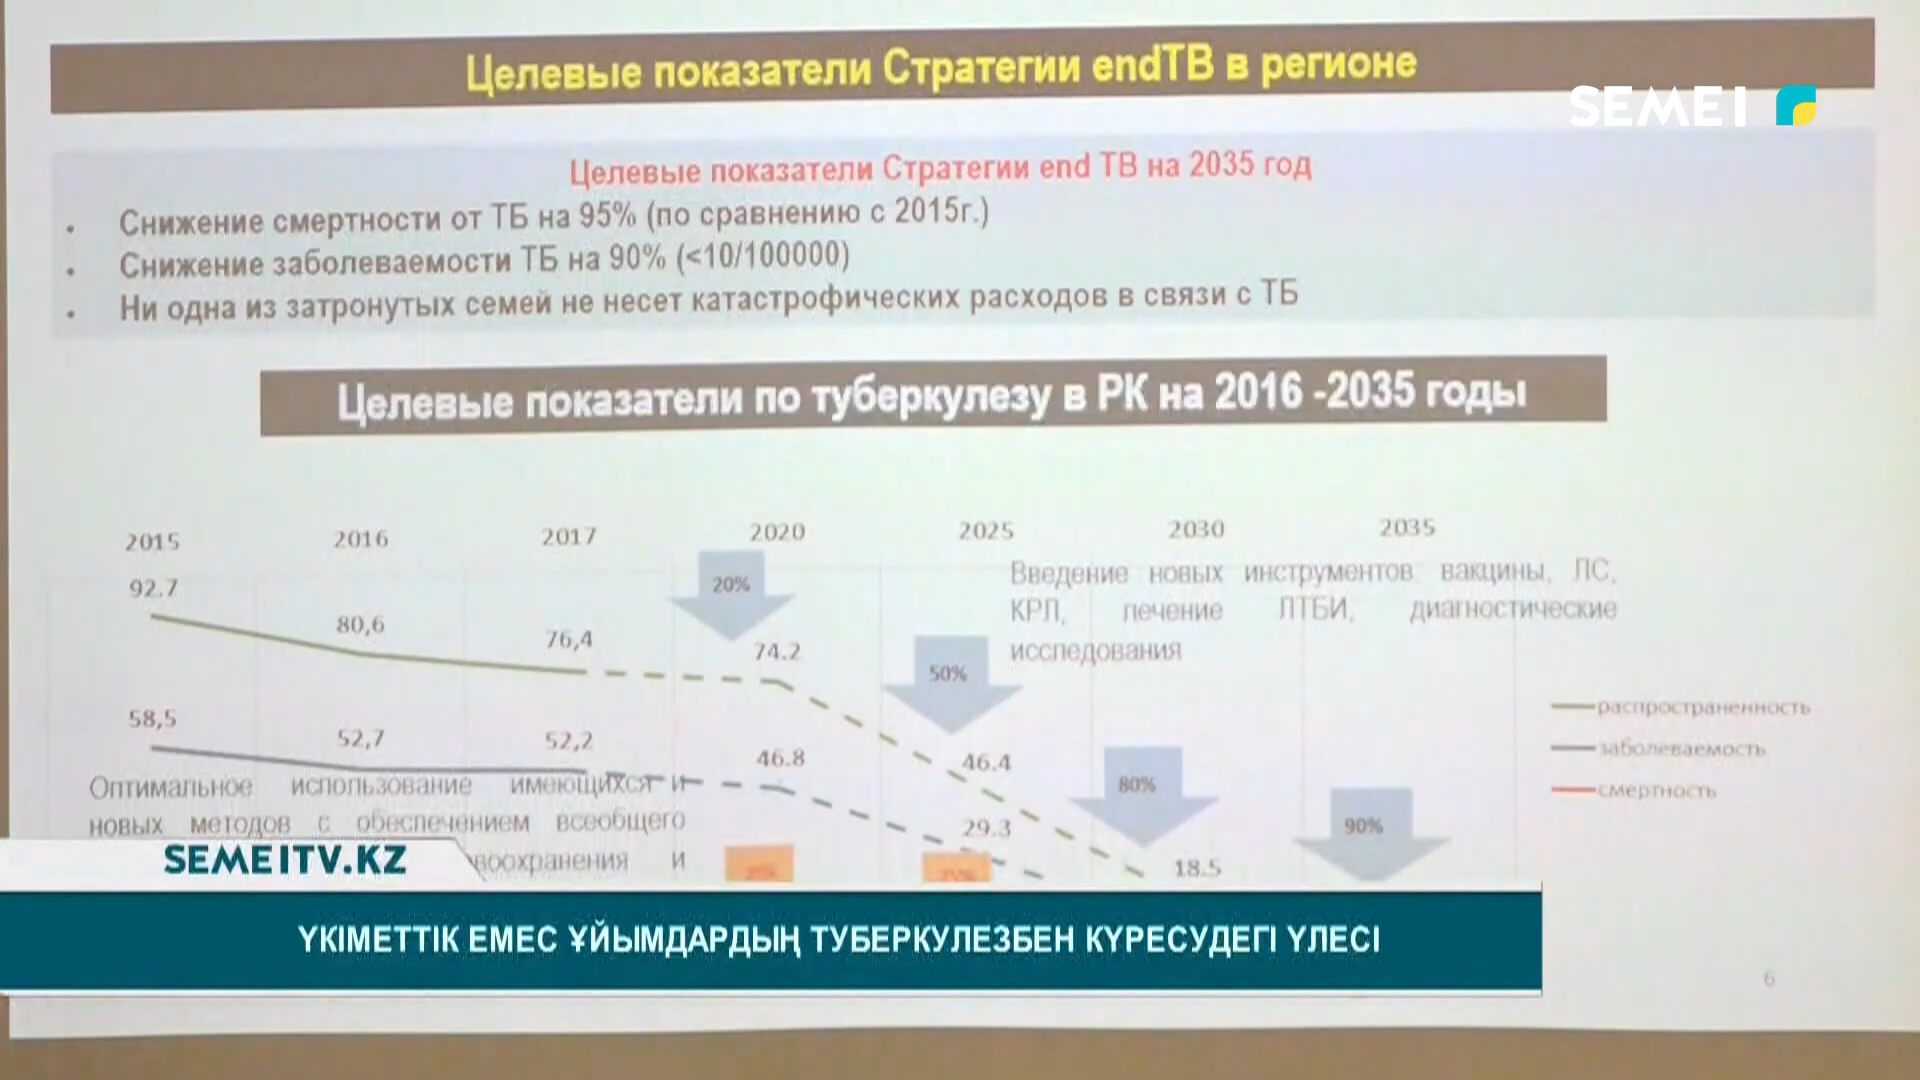 Целевые показатели Стратегии endTB в регионе
SEMEI
Целевые показатели Стратегии end ТВ на 2035 год
• Снижение смертности от ТБ на 95% (по сравнению с 2015г.)
• Снижение заболеваемости ТБ на 90% (<10/100000)
• Ни одна из затронутых семей не несет катастрофических расходов в связи с ТБ
Целевые показатели по туберкулезу в РК на 2016 -2035 годы
2015 2016 2017 2020 2025 2030 2035
92.7 80,6 76,4 74.2 46.4 18.5
20% 50% 80% 90%
Введение новых инструментов вакцины, ЛС,
КРЛ, лечение ЛТБИ, диагностические
исследования
58,5 52,7 52,2 46.8 29.3
распространенность
заболеваемость
смертность
Оптимальное использование имеющихся и
новых методов с обеспечением всеобщего
воохранения и
SEMEITV.KZ
ҮКІМЕТТІК ЕМЕС ҰЙЫМДАРДЫҢ ТУБЕРКУЛЕЗБЕН КҮРЕСУДЕГІ ҮЛЕСІ
6